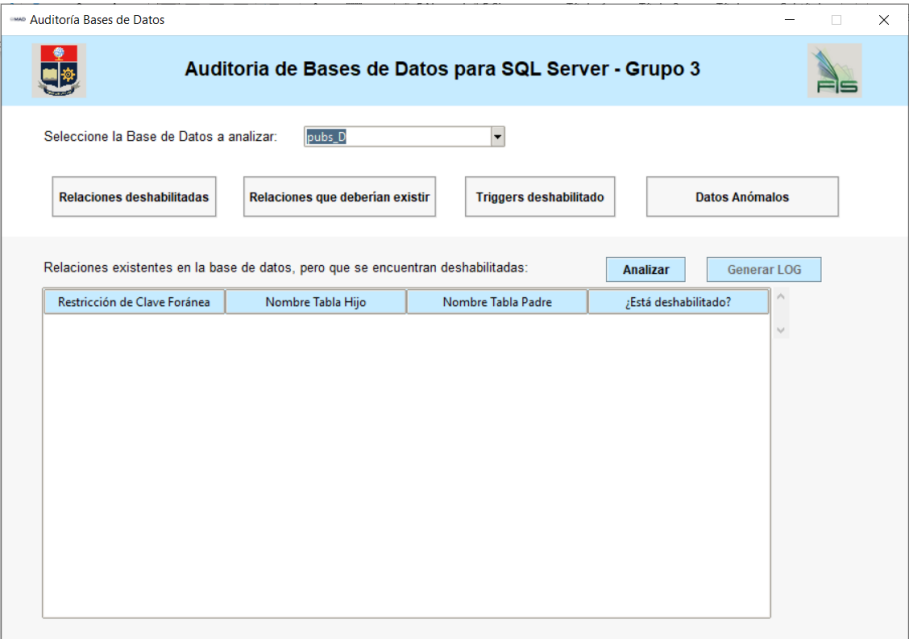 Auditoría Bases de Datos
Auditoria de Bases de Datos para SQL Server - Grupo 3
FIS
Seleccione la Base de Datos a analizar: pubs_D
Relaciones deshabilitadas Relaciones que deberían existir Triggers deshabilitado Datos Anómalos
Relaciones existentes en la base de datos, pero que se encuentran deshabilitadas: Analizar Generar LOG
Restricción de Clave Foránea Nombre Tabla Hijo Nombre Tabla Padre ¿Está deshabilitado?